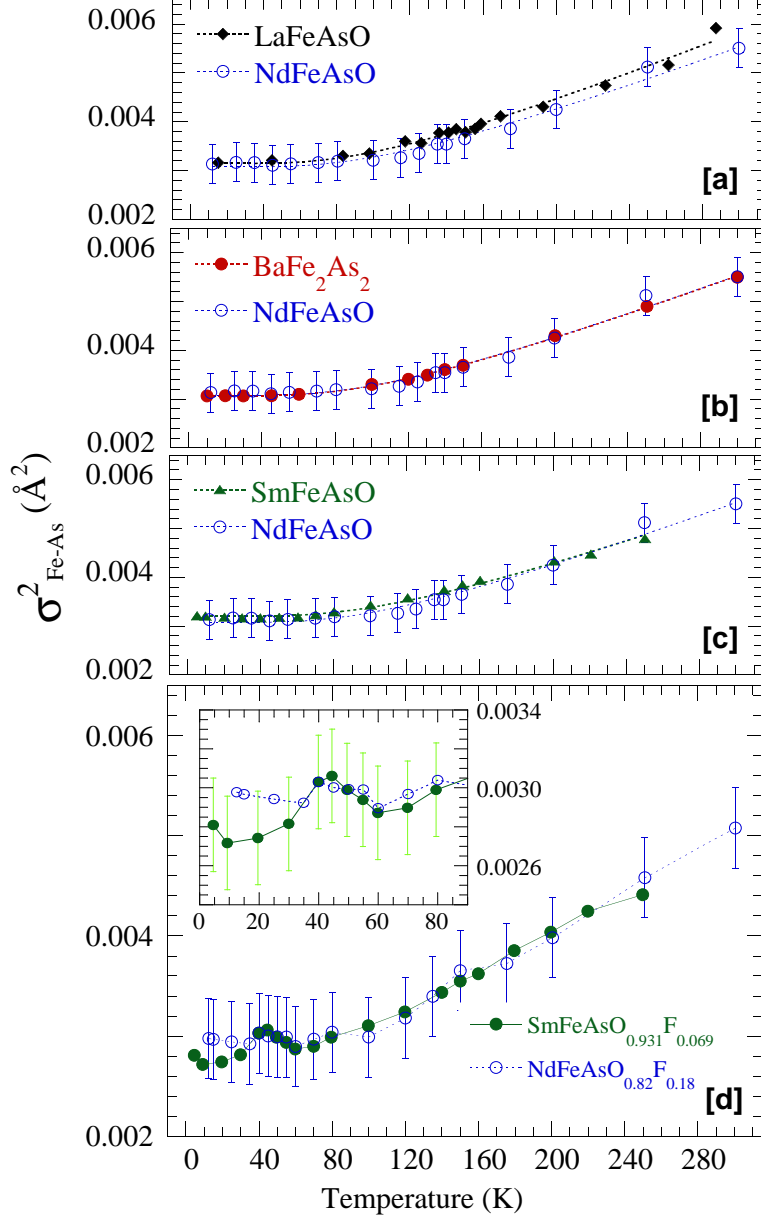 0.006
LaFeAsO
NdFeAsO
0.004
[a]
0.002
0.006
BaFe2As2
NdFeAsO
0.004
[b]
0.002
0.006
SmFeAsO
NdFeAsO
0.004
[c]
0.002
σ²Fe-As (Å²)
0.0034
0.006
0.0030
0.0026
0 20 40 60 80
0.004
SmFeAsO0.931F0.069
NdFeAsO0.82F0.18
[d]
0.002
0 40 80 120 160 200 240 280
Temperature (K)